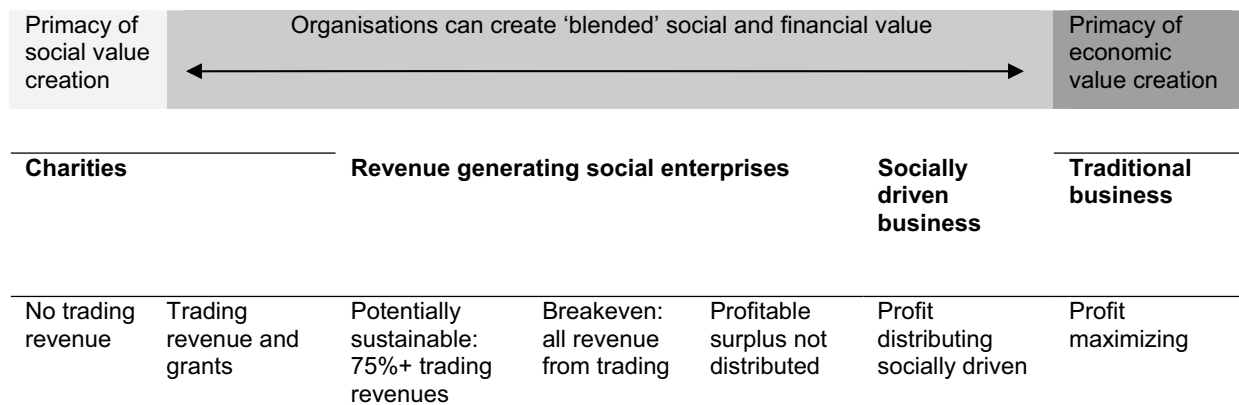 Primacy of
social value
creation
Organisations can create ‘blended’ social and financial value
Primacy of
economic
value creation
Charities
Revenue generating social enterprises
Socially
driven
business
Traditional
business
No trading
revenue
Trading
revenue and
grants
Potentially
sustainable:
75%+ trading
revenues
Breakeven:
all revenue
from trading
Profitable
surplus not
distributed
Profit
distributing
socially driven
Profit
maximizing